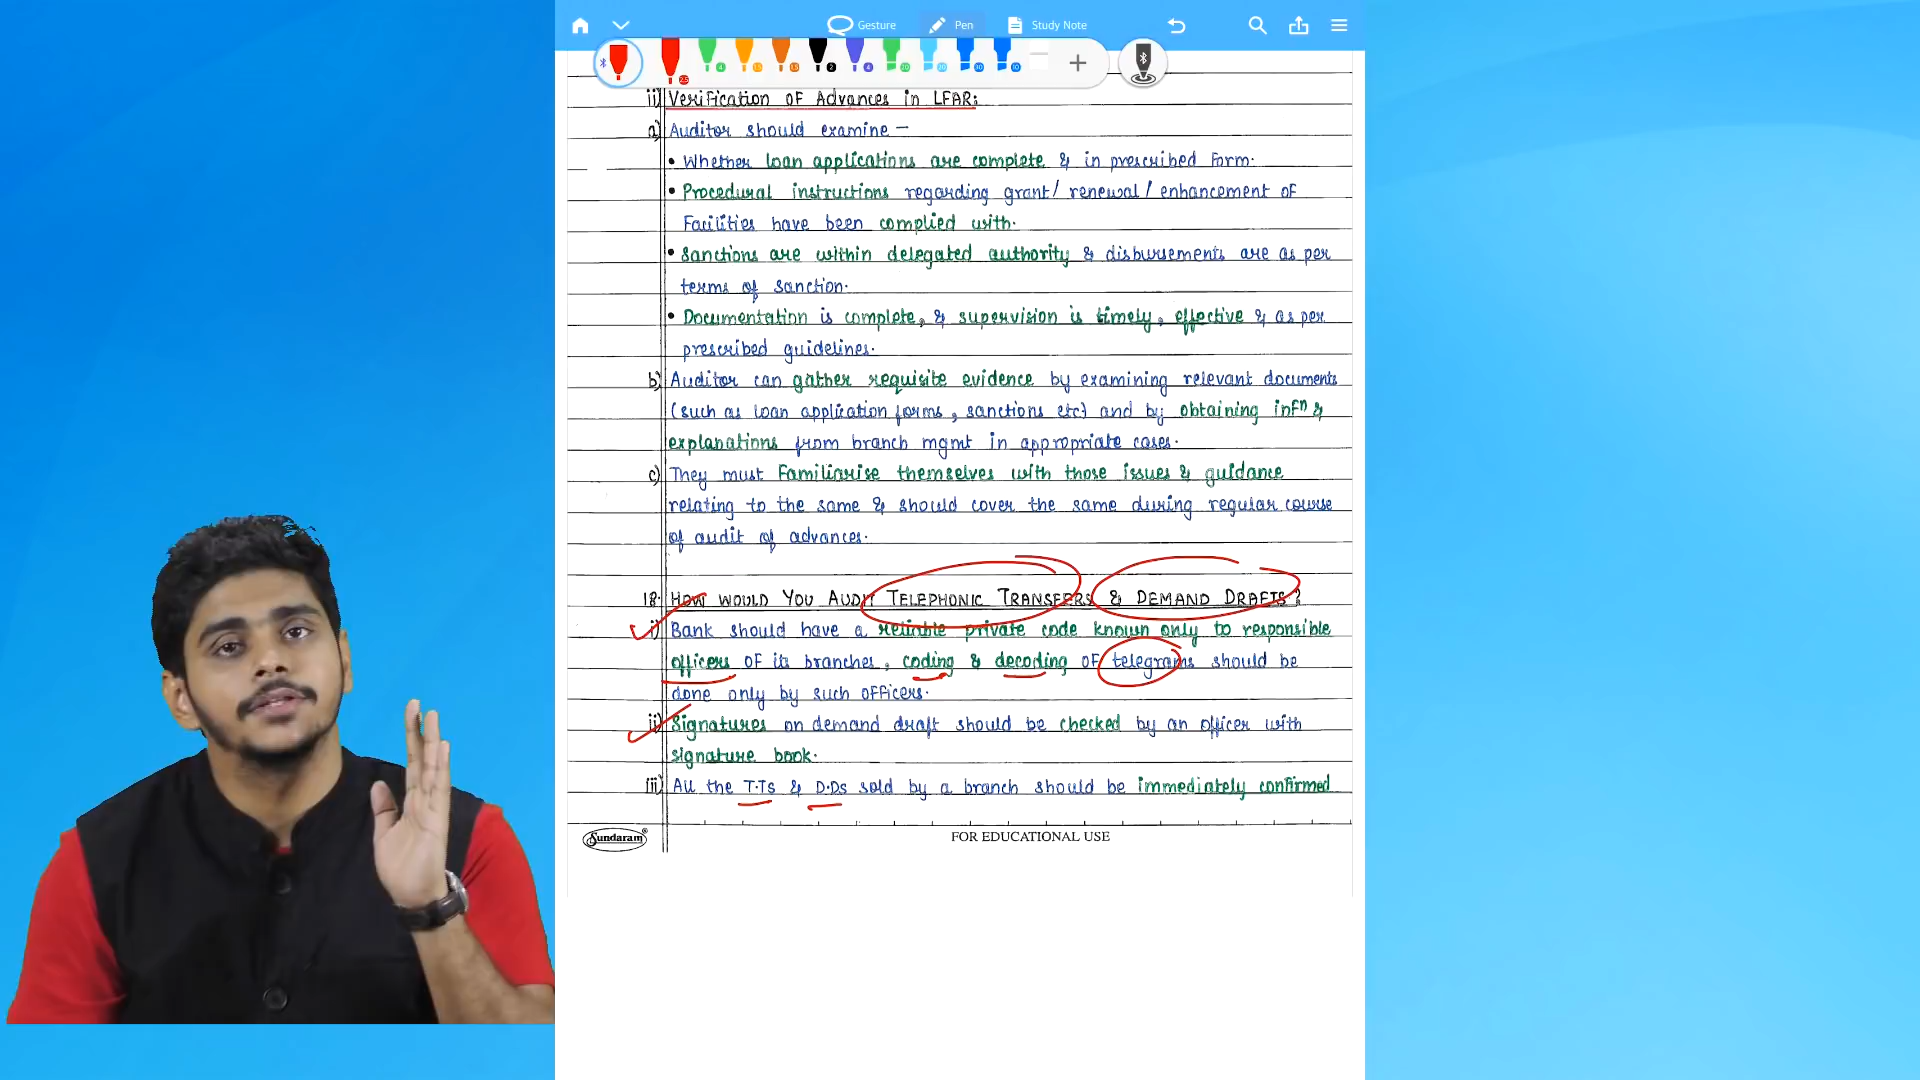 Gesture Pen Study Note
ii) Verification of Advances in LFAR:
a) Auditor should examine –
• Whether loan applications are complete & in prescribed form.
• Procedural instructions regarding grant/ renewal/ enhancement of
facilities have been complied with.
• Sanctions are within delegated authority & disbursements are as per
terms of sanction.
• Documentation is complete, & supervision is timely, effective & as per
prescribed guidelines.
b) Auditor can gather requisite evidence by examining relevant documents
(such as loan application forms, sanctions etc) and by obtaining infⁿ &
explanations from branch mgmt in appropriate cases.
c) They must familiarise themselves with those issues & guidance
relating to the same & should cover the same during regular course
of audit of advances.
18. HOW WOULD YOU AUDIT TELEPHONIC TRANSFERS & DEMAND DRAFTS?
i) Bank should have a reliable private code known only to responsible
officers of its branches, coding & decoding of telegrams should be
done only by such officers.
ii) Signatures on demand draft should be checked by an officer with
signature book.
iii) All the T.Ts & D.Ds sold by a branch should be immediately confirmed
Sundaram®
FOR EDUCATIONAL USE